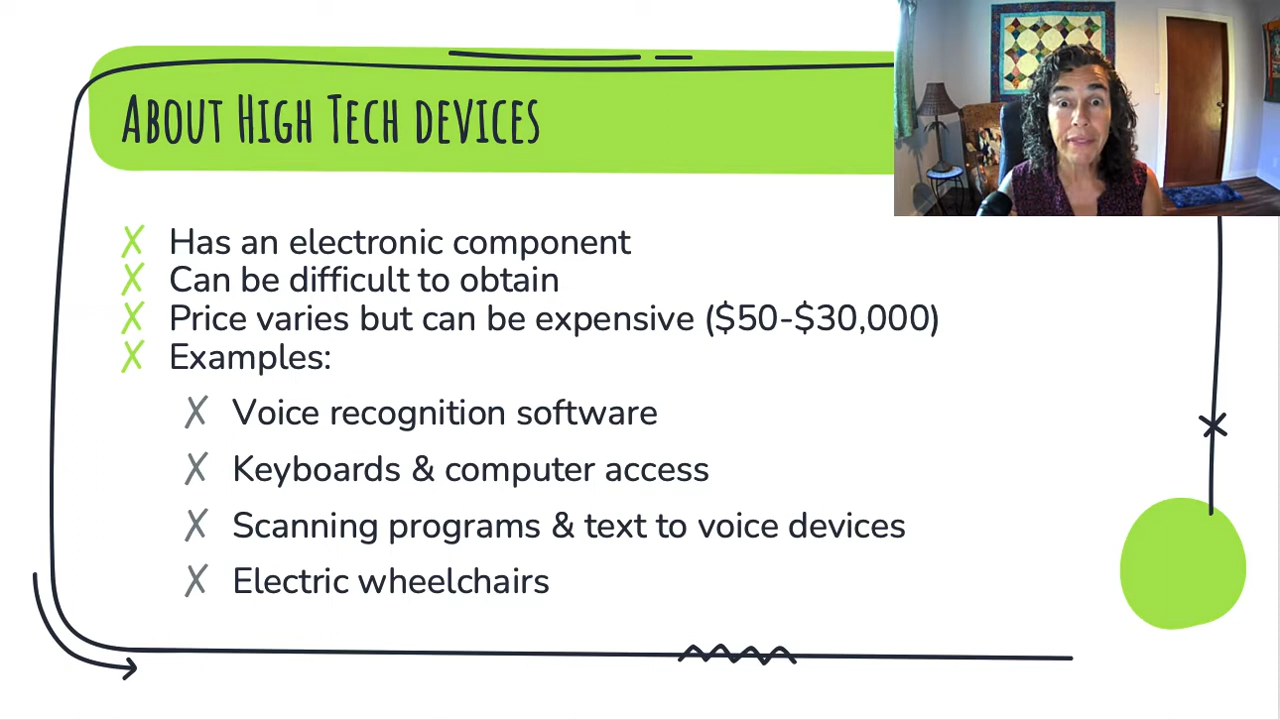 About High Tech devices
Has an electronic component
Can be difficult to obtain
Price varies but can be expensive ($50-$30,000)
Examples:
Voice recognition software
Keyboards & computer access
Scanning programs & text to voice devices
Electric wheelchairs